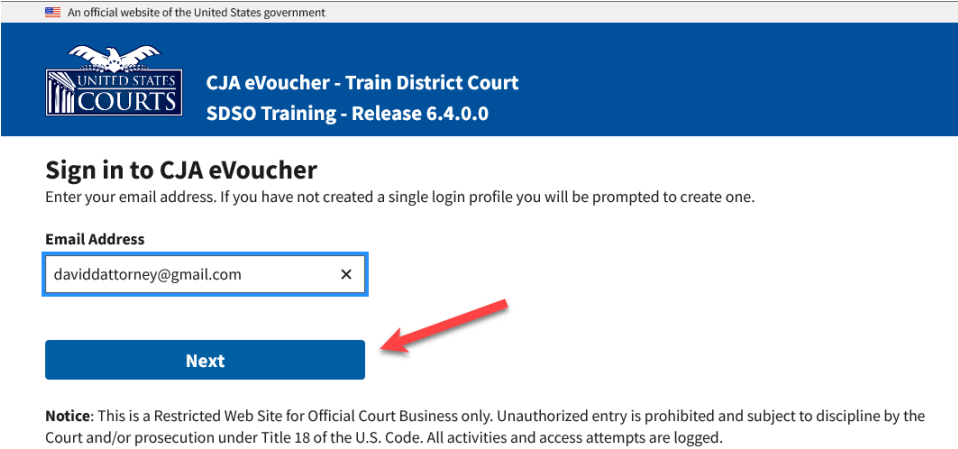 An official website of the United States government
UNITED STATES
COURTS
CJA eVoucher - Train District Court
SDSO Training - Release 6.4.0.0
Sign in to CJA eVoucher
Enter your email address. If you have not created a single login profile you will be prompted to create one.
Email Address
daviddattorney@gmail.com
Next
Notice: This is a Restricted Web Site for Official Court Business only. Unauthorized entry is prohibited and subject to discipline by the
Court and/or prosecution under Title 18 of the U.S. Code. All activities and access attempts are logged.